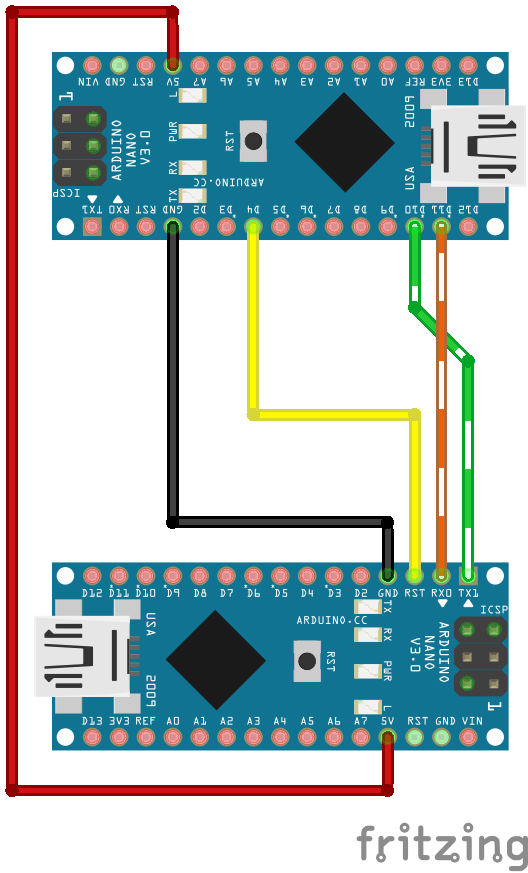 VIN GND RST 5V A7 A6 A5 A4 A3 A2 A1 A0 REF 3V3 D13
1
L
PWR
RX
TX
RST
ARDUINO
NANO
V3.0
ICSP
ARDUINO.CC
2009
USA
TX1 RX0 RST GND D2 D3 D4 D5 D6 D7 D8 D9 D10 D11 D12
D12 D11 D10 D9 D8 D7 D6 D5 D4 D3 D2 GND RST RX0 TX1
USA
2009
ARDUINO.CC
TX
RX
PWR
L
RST
ICSP
ARDUINO
NANO
V3.0
1
D13 3V3 REF A0 A1 A2 A3 A4 A5 A6 A7 5V RST GND VIN
fritzing